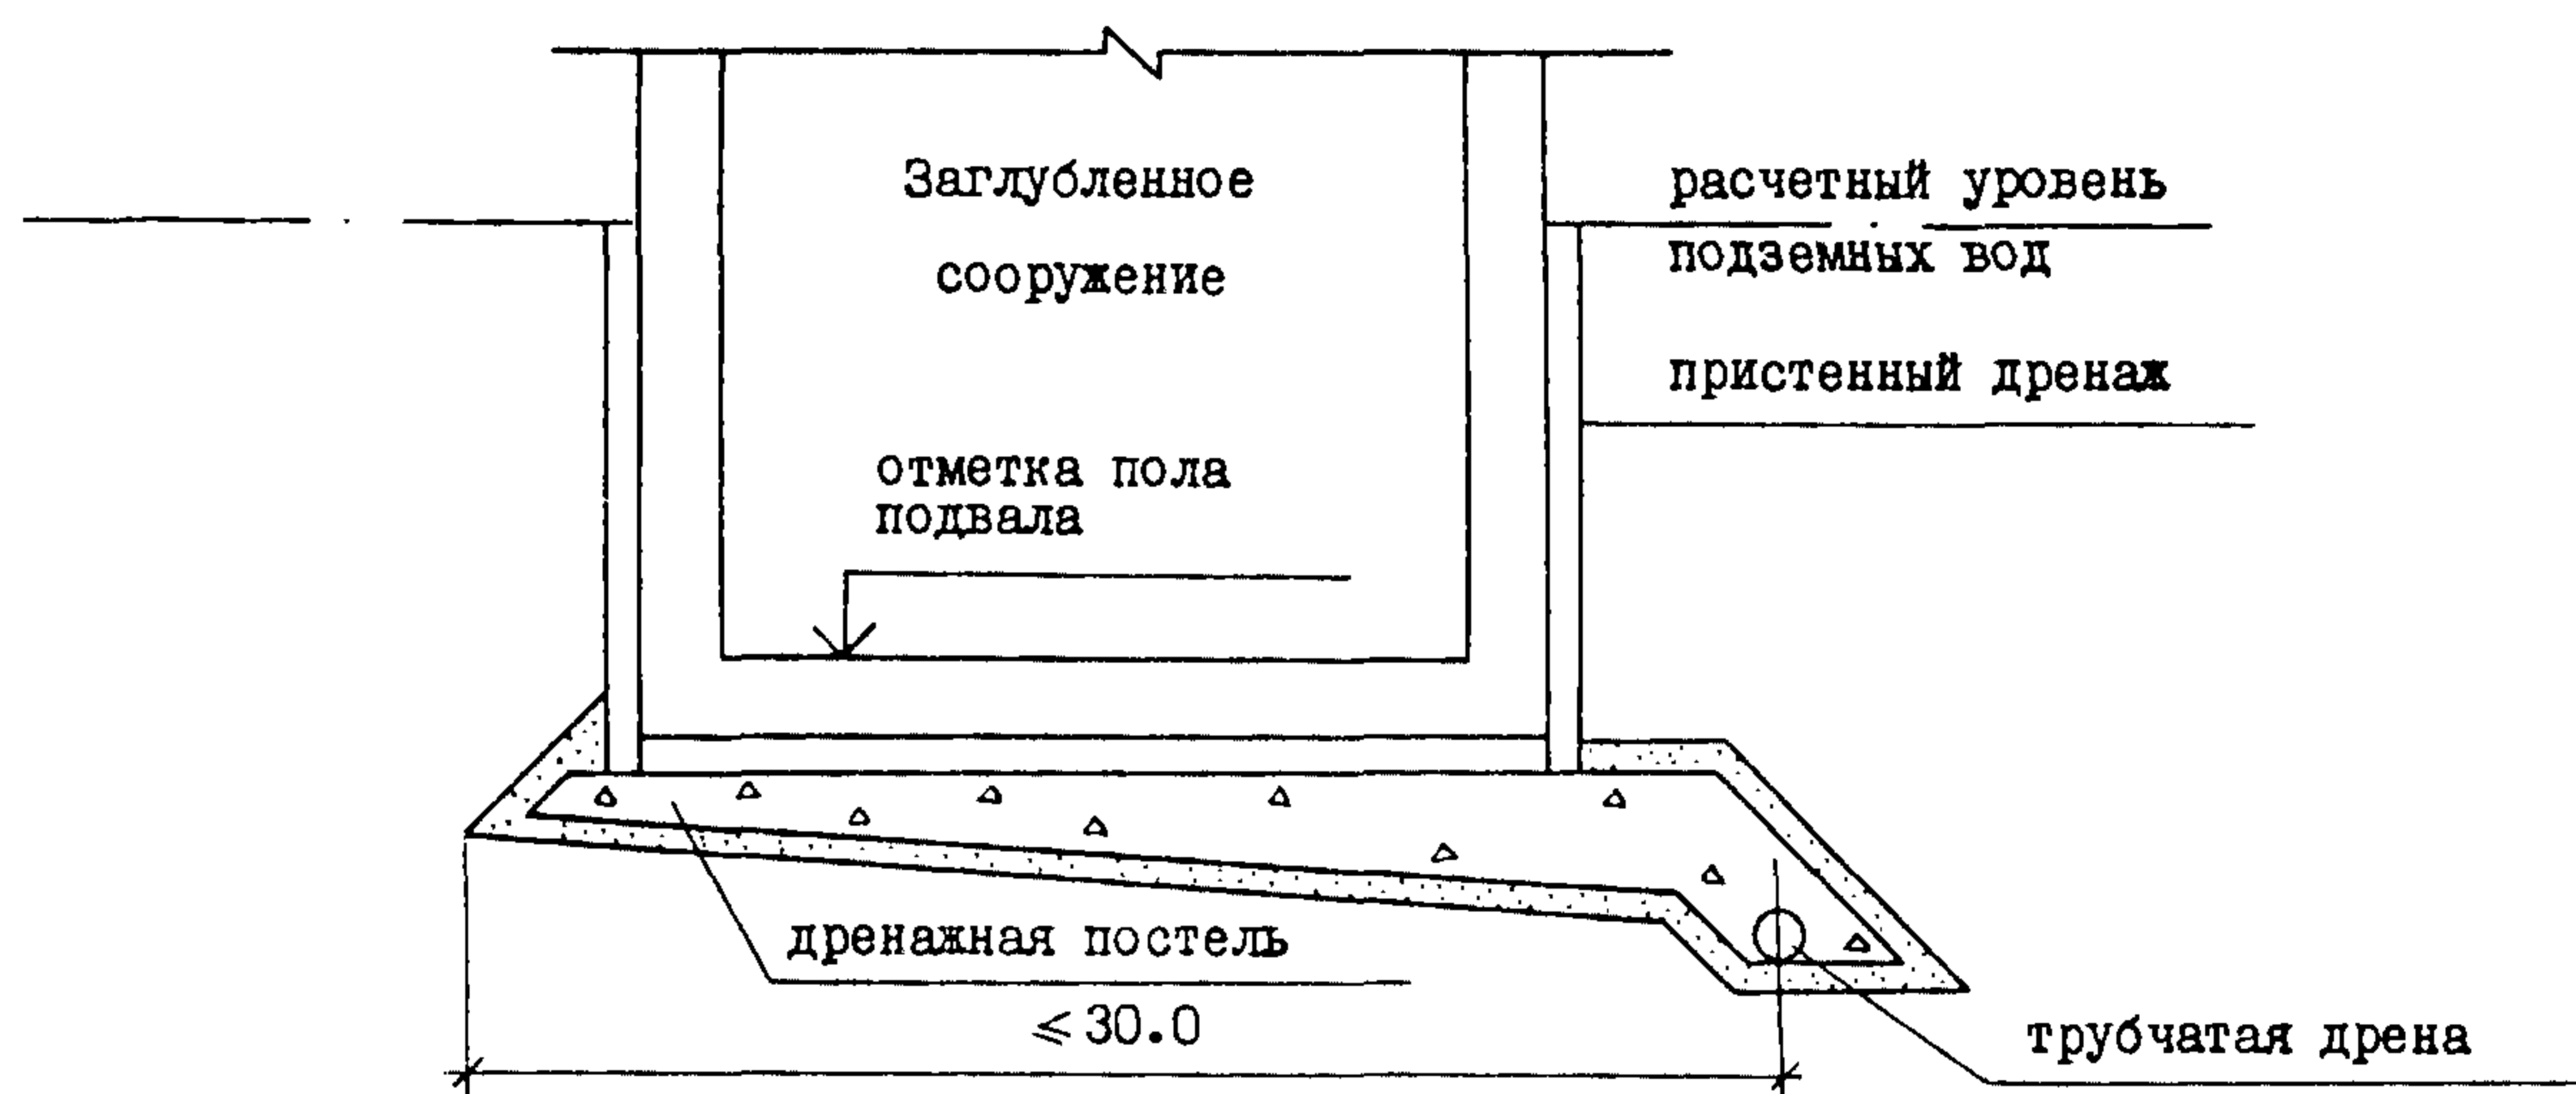 Заглубленное
сооружение
расчетный уровень
подземных вод
пристенный дренаж
отметка пола
подвала
дренажная постель
≤30.0
трубчатая дрена